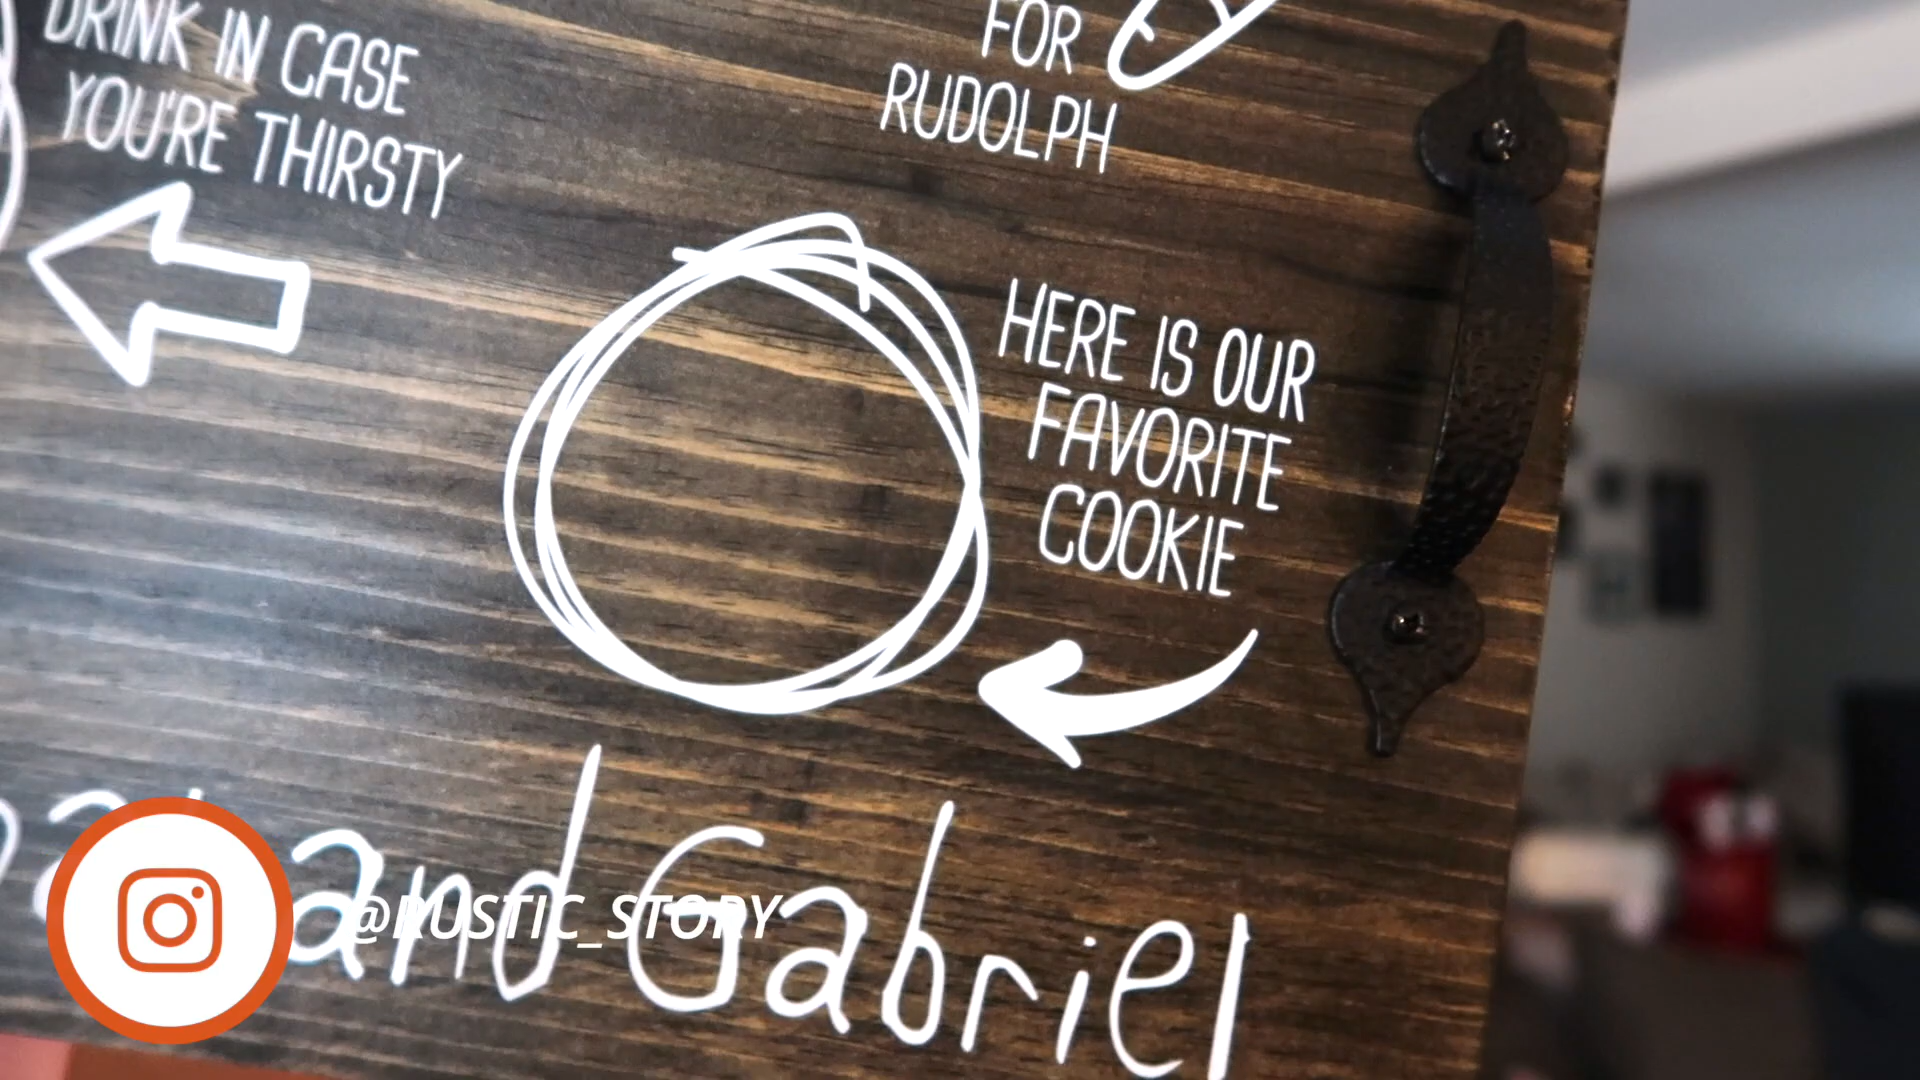 DRINK IN CASE
YOU'RE THIRSTY
FOR
RUDOLPH
HERE IS OUR
FAVORITE
COOKIE
and Gabriel
@RUSTIC_STORY